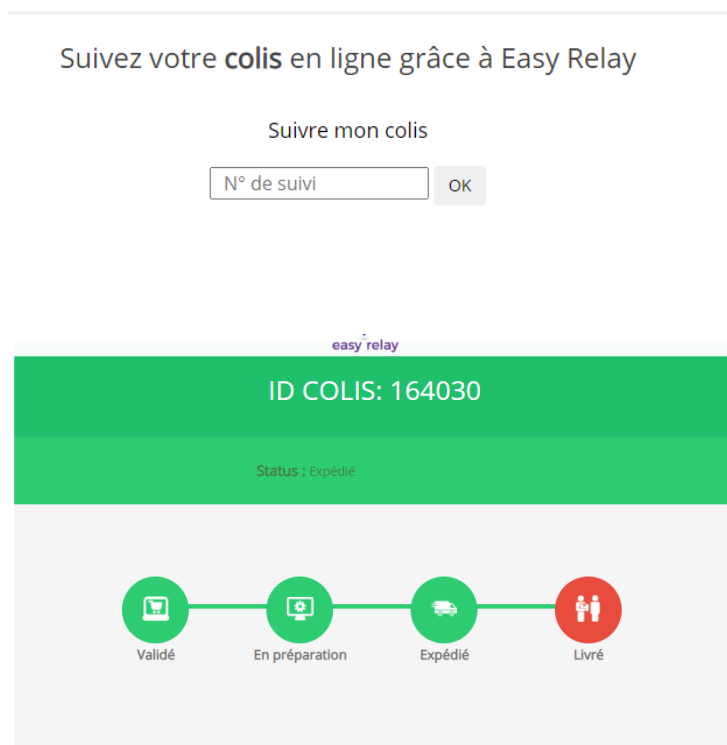 Suivez votre colis en ligne grâce à Easy Relay
Suivre mon colis
N° de suivi OK
easy relay
ID COLIS: 164030
Status : Expédié
Validé En préparation Expédié Livré